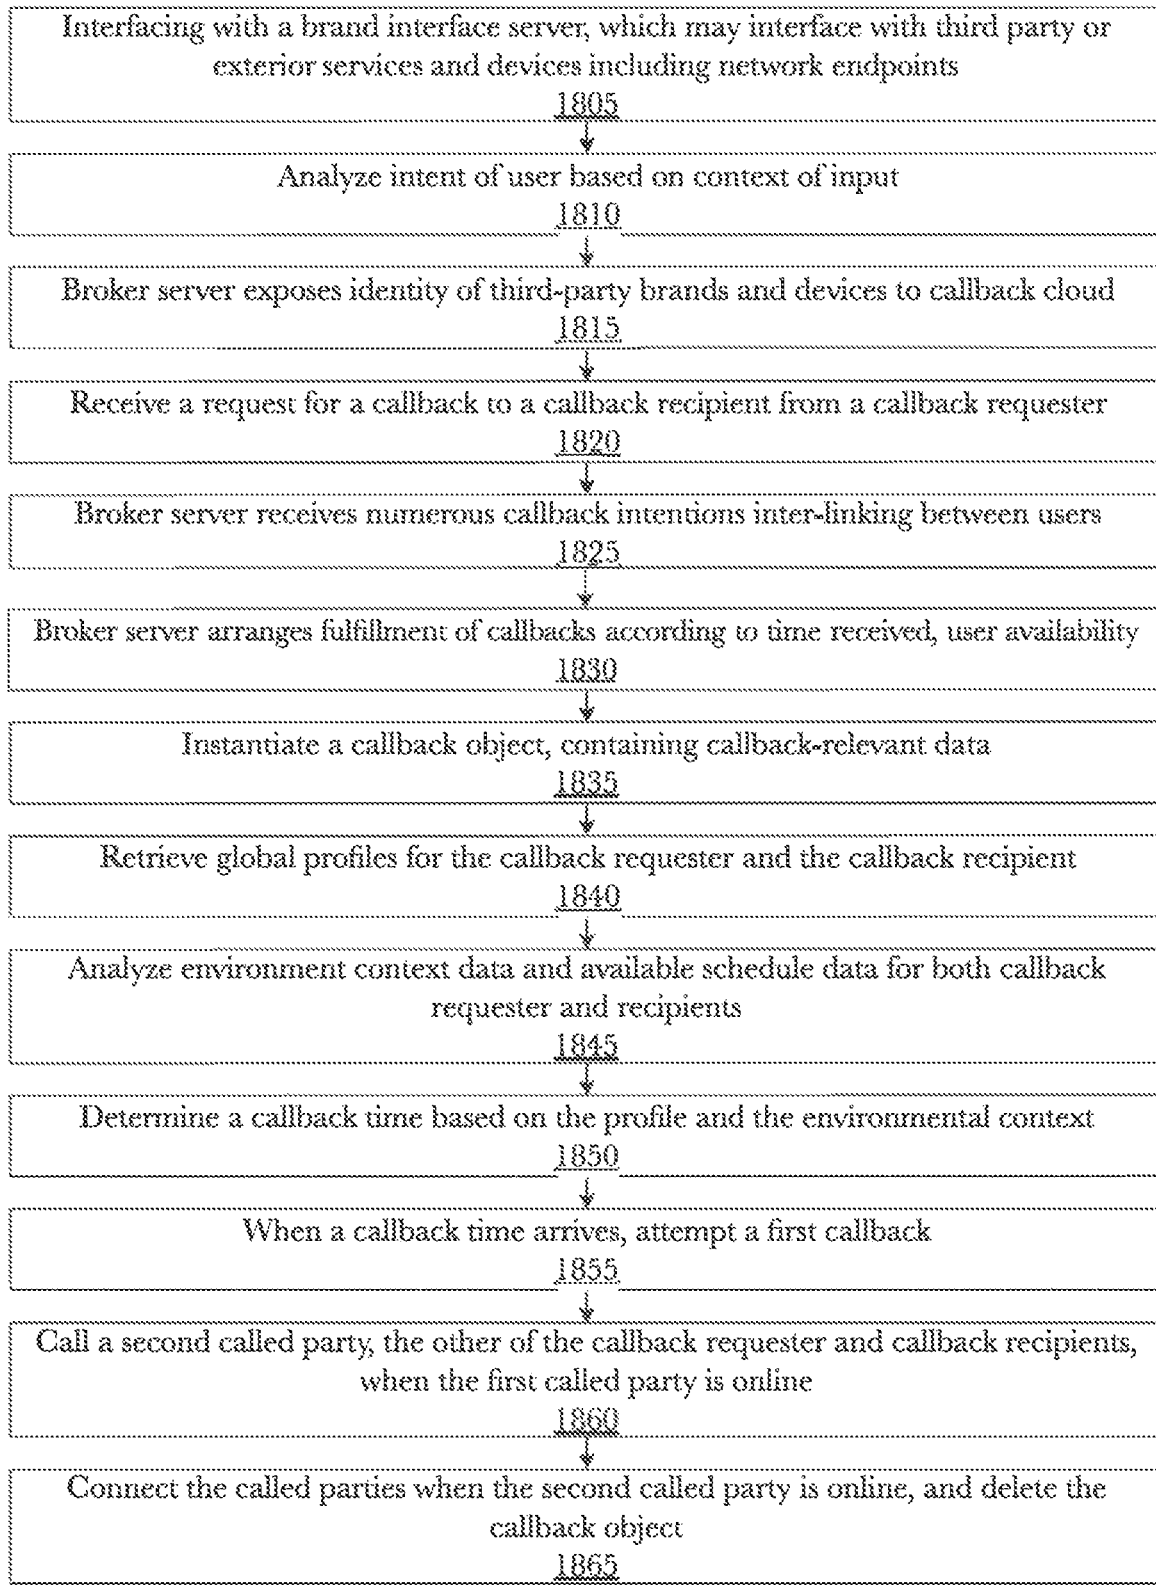 Interfacing with a brand interface server, which may interface with third party or
exterior services and devices including network endpoints
1805
Analyze intent of user based on context of input
1810
Broker server exposes identity of third-party brands and devices to callback cloud
1815
Receive a request for a callback to a callback recipient from a callback requester
1820
Broker server receives numerous callback intentions inter-linking between users
1825
Broker server arranges fulfillment of callbacks according to time received, user availability
1830
Instantiate a callback object, containing callback-relevant data
1835
Retrieve global profiles for the callback requester and the callback recipient
1840
Analyze environment context data and available schedule data for both callback
requester and recipients
1845
Determine a callback time based on the profile and the environmental context
1850
When a callback time arrives, attempt a first callback
1855
Call a second called party, the other of the callback requester and callback recipients,
when the first called party is online
1860
Connect the called parties when the second called party is online, and delete the
callback object
1865